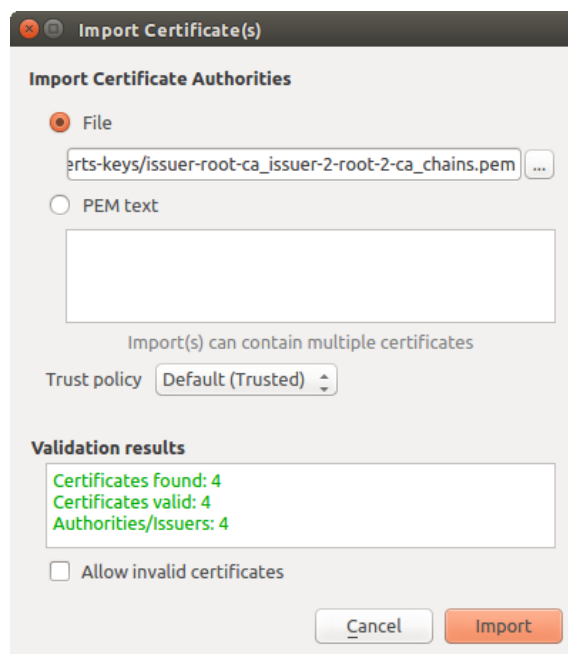 Import Certificate(s)
Import Certificate Authorities
File
erts-keys/issuer-root-ca_issuer-2-root-2-ca_chains.pem ...
PEM text
Import(s) can contain multiple certificates
Trust policy Default (Trusted)
Validation results
Certificates found: 4
Certificates valid: 4
Authorities/Issuers: 4
Allow invalid certificates
Cancel Import